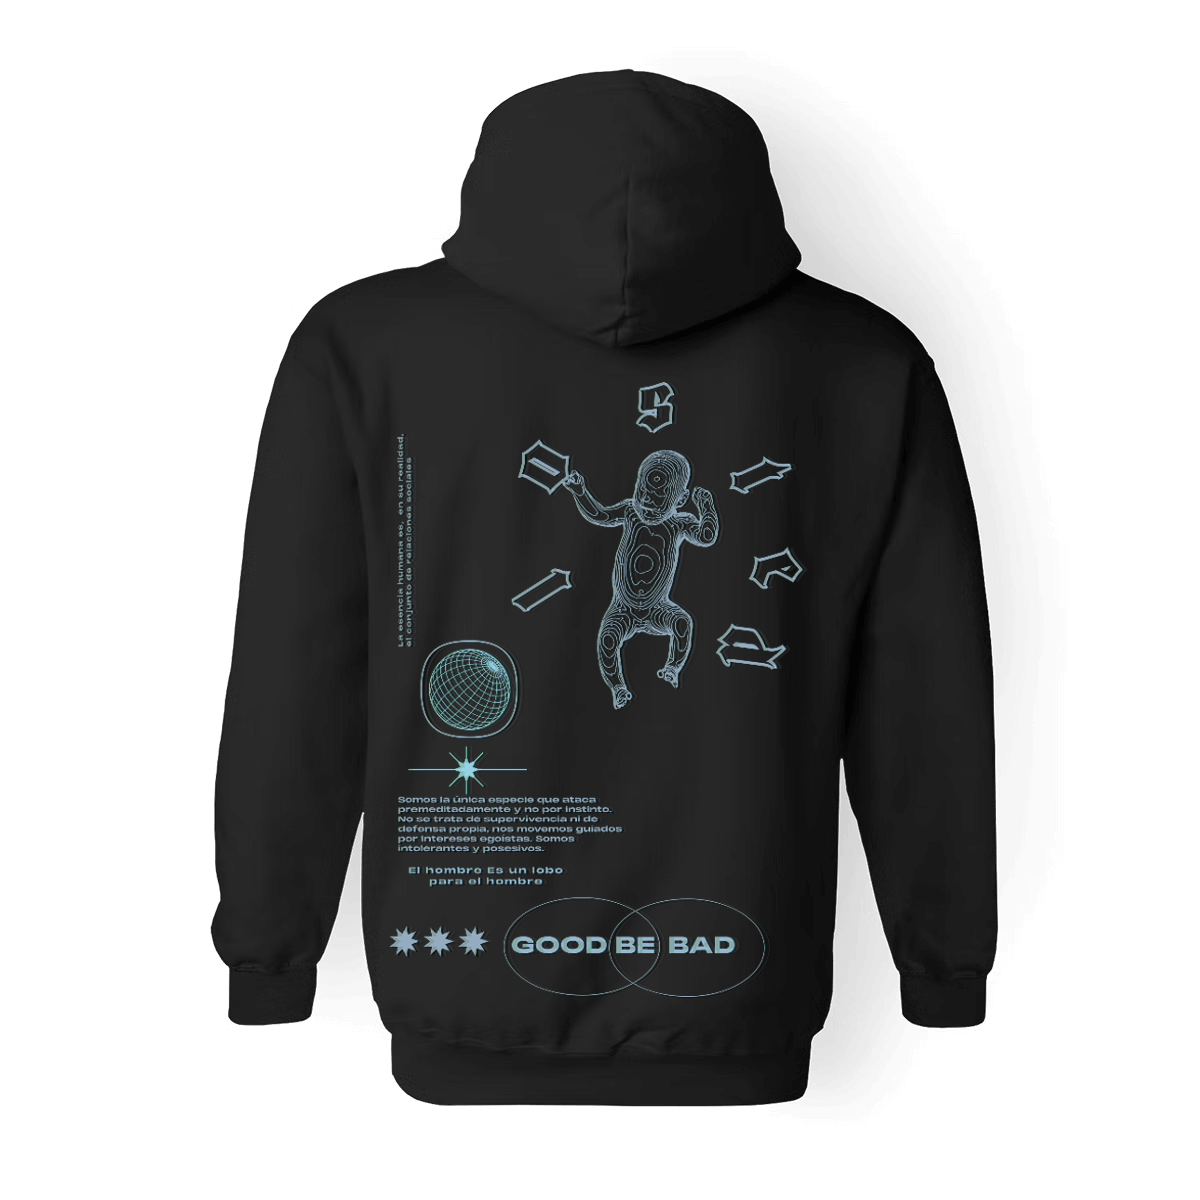 S
La esencia humana es, en su realidad,
el conjunto de relaciones sociales
Somos la única especie que ataca
premeditadamente y no por instinto.
No se trata de supervivencia ni de
defensa propia, nos movemos guiados
por intereses egoistas. Somos
intolerantes y posesivos.
El hombre Es un lobo
para el hombre
GOOD BE BAD